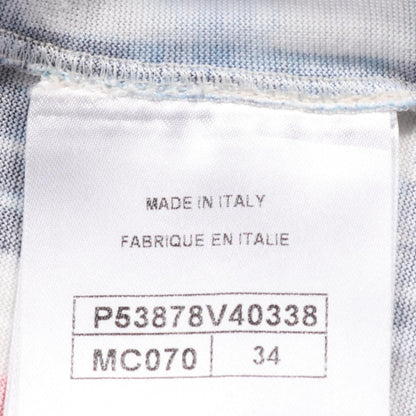 MADE IN ITALY
FABRIQUE EN ITALIE
P53878V40338
MC070 34